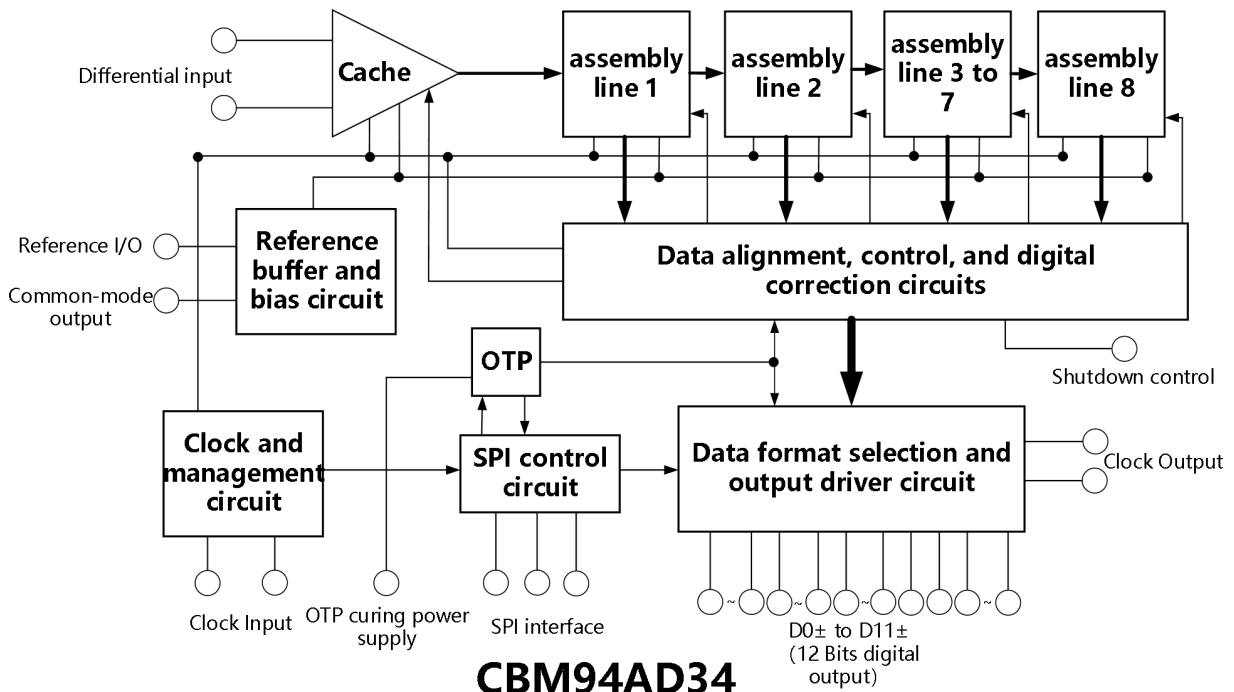 Differential input
Cache
assembly
line 1
assembly
line 2
assembly
line 3 to
7
assembly
line 8
Reference I/O
Common-mode
output
Reference
buffer and
bias circuit
Data alignment, control, and digital
correction circuits
OTP
Shutdown control
Clock and
management
circuit
SPI control
circuit
Data format selection and
output driver circuit
Clock Output
Clock Input
OTP curing power
supply
SPI interface
~ ~ ~ ~
D0± to D11±
(12 Bits digital
output)
CBM94AD34